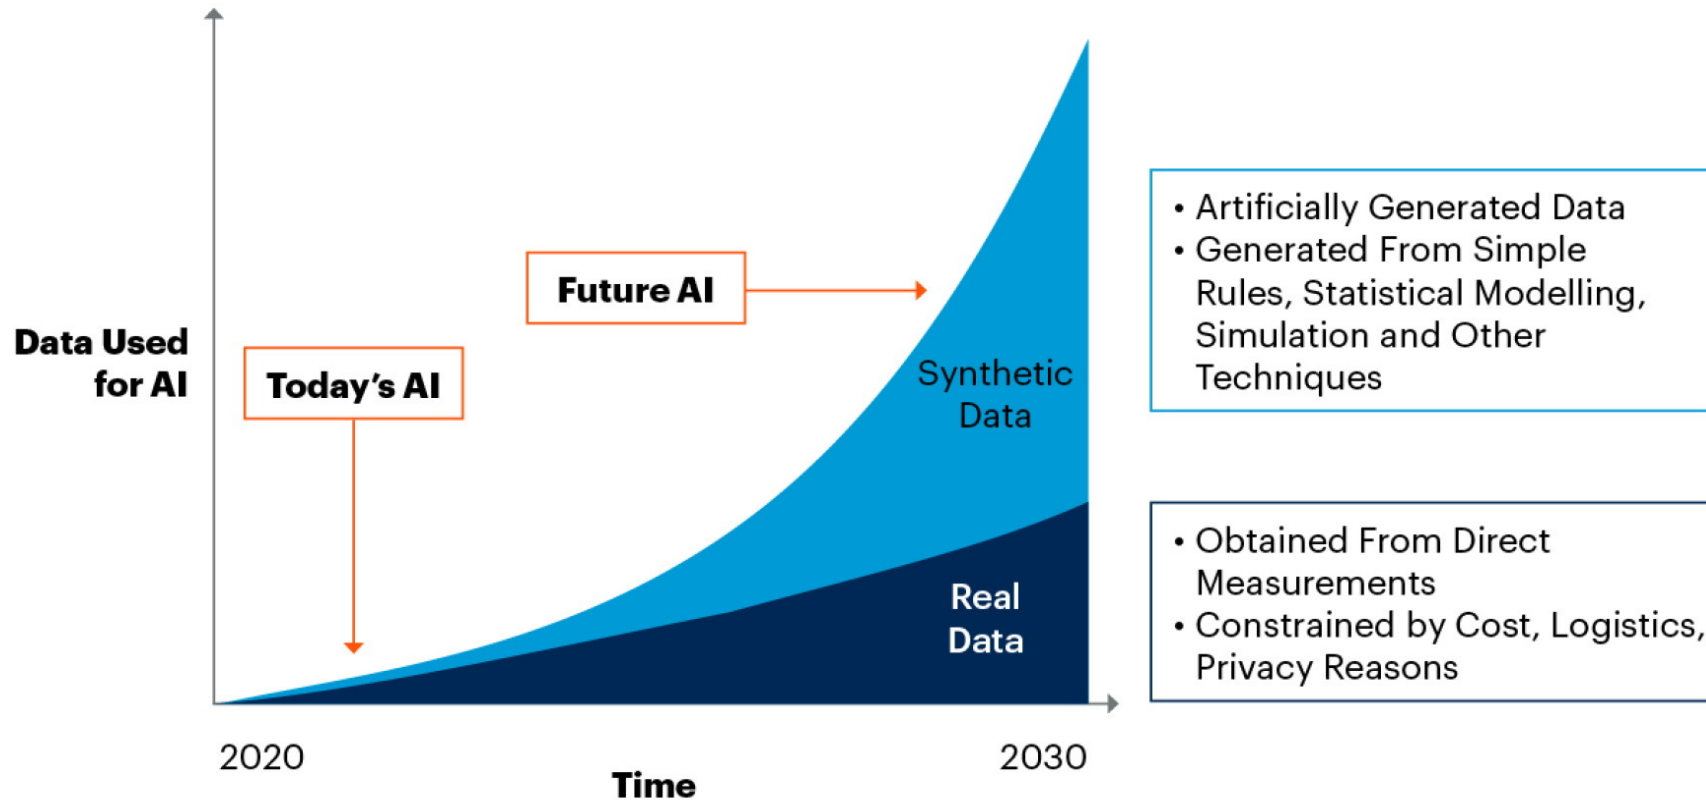 Data Used
for AI
Today's AI
Future AI
Synthetic
Data
Real
Data
• Artificially Generated Data
• Generated From Simple
Rules, Statistical Modelling,
Simulation and Other
Techniques
• Obtained From Direct
Measurements
• Constrained by Cost, Logistics,
Privacy Reasons
2020
2030
Time